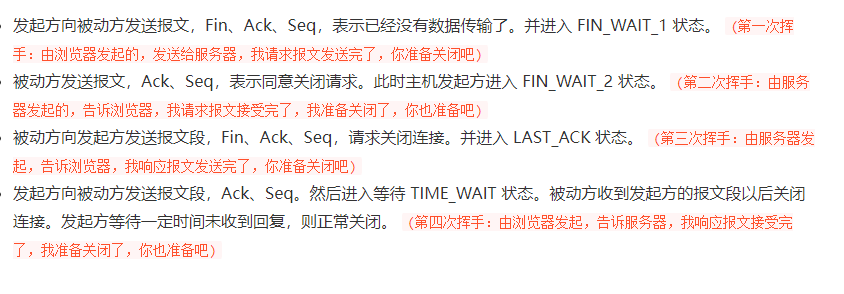 发起方向被动方发送报文，Fin、Ack、Seq，表示已经没有数据传输了。并进入 FIN_WAIT_1 状态。（第一次挥
手：由浏览器发起的，发送给服务器，我请求报文发送完了，你准备关闭吧）
被动方发送报文，Ack、Seq，表示同意关闭请求。此时主机发起方进入 FIN_WAIT_2 状态。（第二次挥手：由服务
器发起的，告诉浏览器，我请求报文接受完了，我准备关闭了，你也准备吧）
被动方向发起方发送报文段，Fin、Ack、Seq，请求关闭连接。并进入 LAST_ACK 状态。（第三次挥手：由服务器发
起，告诉浏览器，我响应报文发送完了，你准备关闭吧）
发起方向被动方发送报文段，Ack、Seq。然后进入等待 TIME_WAIT 状态。被动方收到发起方的报文段以后关闭
连接。发起方等待一定时间未收到回复，则正常关闭。（第四次挥手：由浏览器发起，告诉服务器，我响应报文接受完
了，我准备关闭了，你也准备吧）